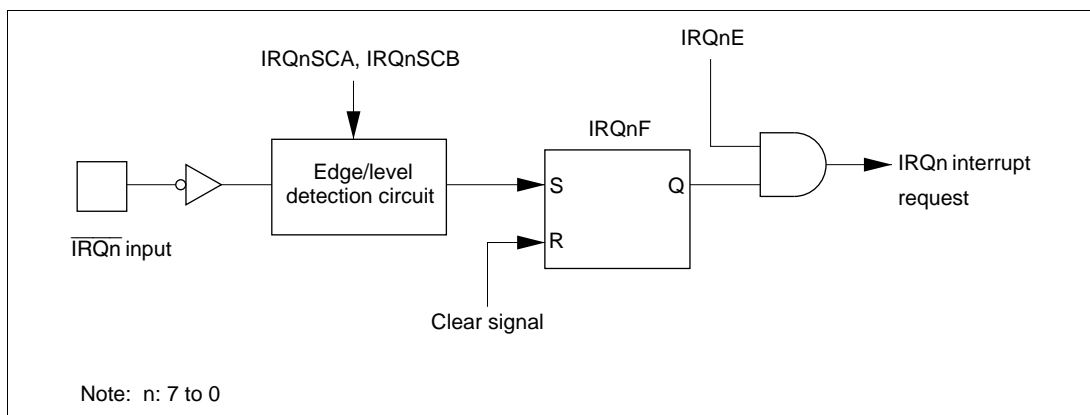 IRQnE
IRQnSCA, IRQnSCB
IRQnF
Edge/level
detection circuit
S
Q
R
IRQn interrupt
request
IRQn input
Clear signal
Note: n: 7 to 0